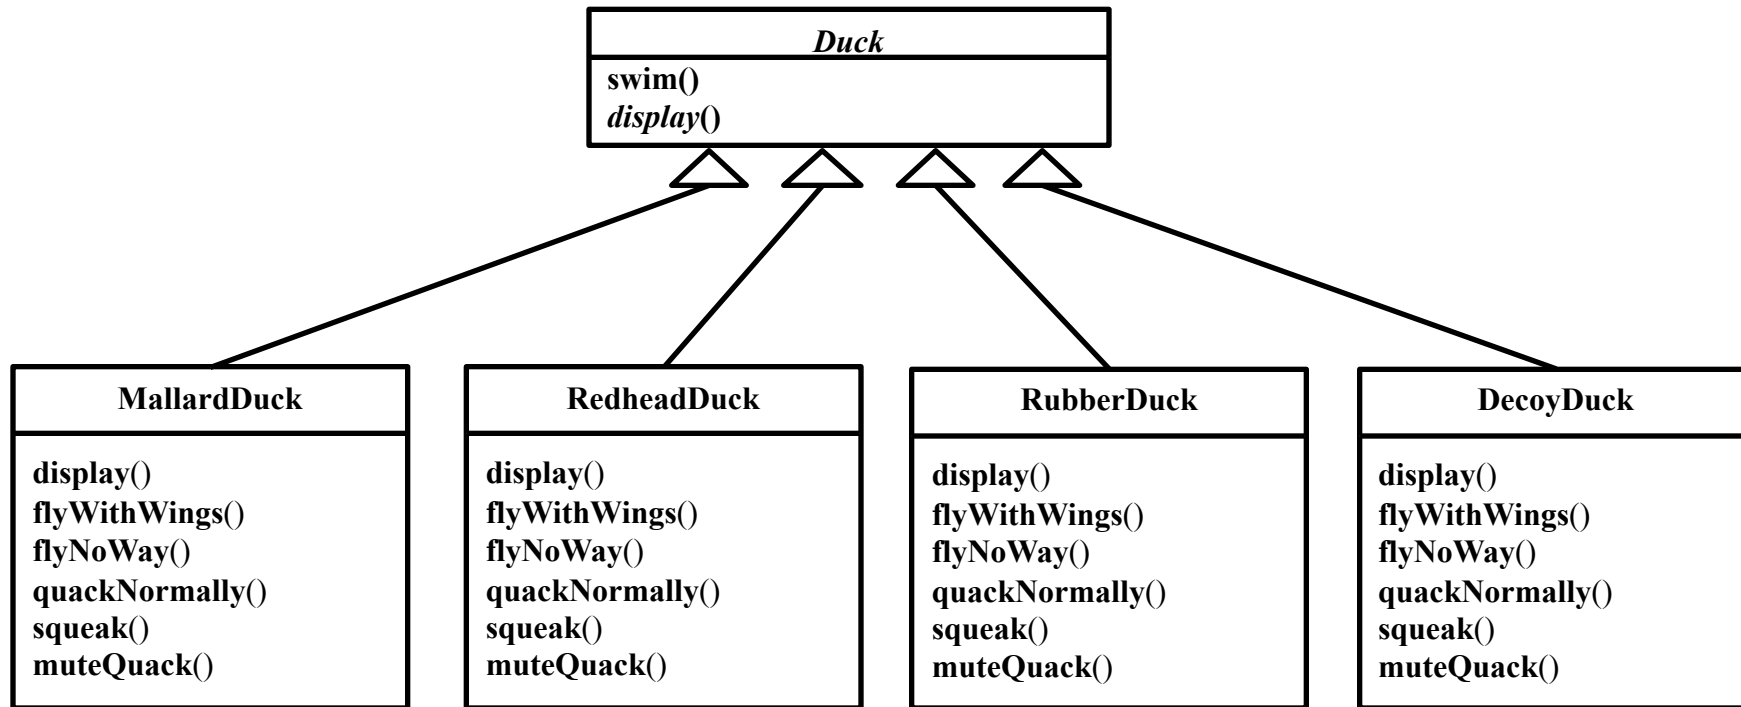 Duck
swim()
display()
MallardDuck
display()
flyWithWings()
flyNoWay()
quackNormally()
squeak()
muteQuack()
RedheadDuck
display()
flyWithWings()
flyNoWay()
quackNormally()
squeak()
muteQuack()
RubberDuck
display()
flyWithWings()
flyNoWay()
quackNormally()
squeak()
muteQuack()
DecoyDuck
display()
flyWithWings()
flyNoWay()
quackNormally()
squeak()
muteQuack()